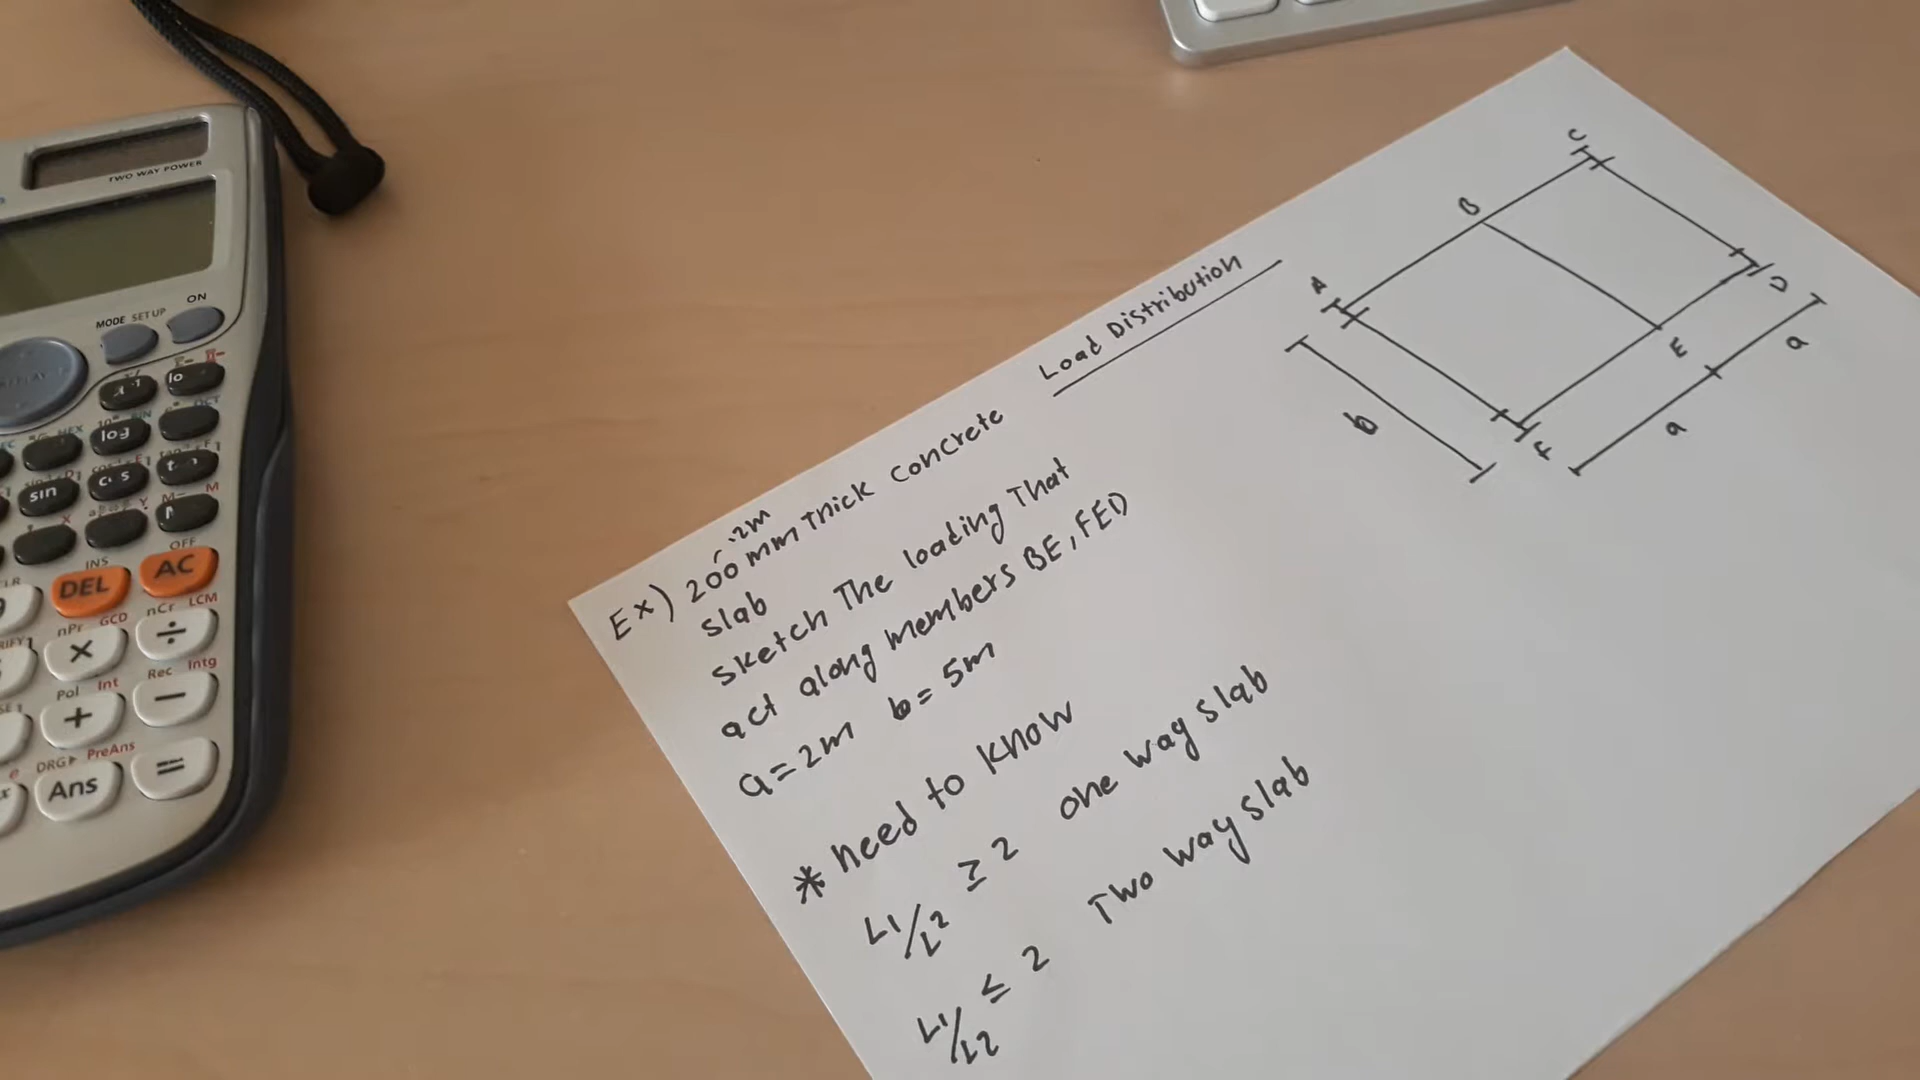 Load Distribution
Ex) 200mm thick concrete
.2m
slab
sketch The loading That
act along members BE, FED
a=2m b=5m
* need to know
L1/L2 ≥ 2 one way slab
L1/L2 ≤ 2 Two way slab
C
B
A
D
E
F
a
a
b
TWO WAY POWER
ON
MODE SETUP
log
sin
OFF
INS
DEL
AC
nCr LCM
nPr GCD
×
÷
Rec Intg
Pol Int
+
−
DRG▸ PreAns
Ans
=